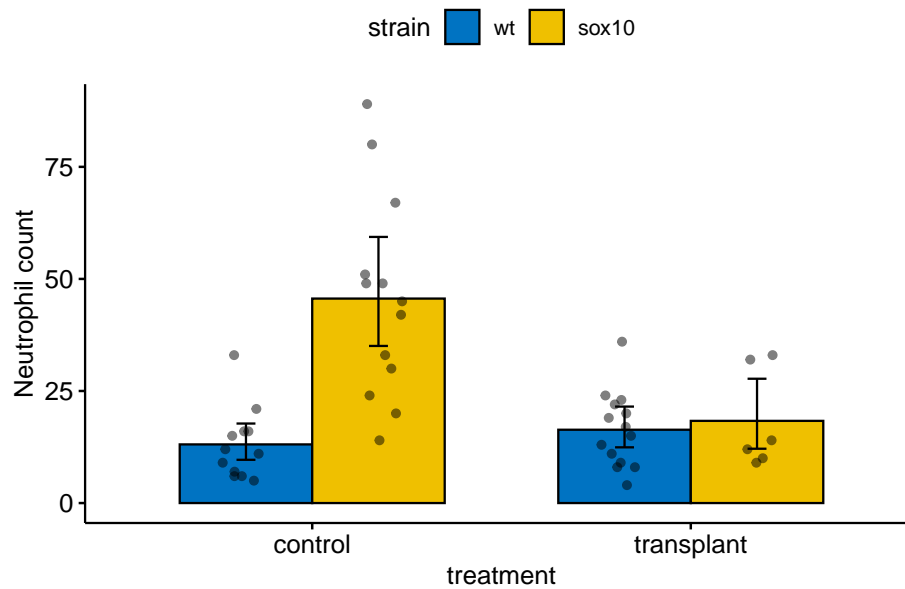 strain wt sox10
Neutrophil count
75
50
25
0
control transplant
treatment